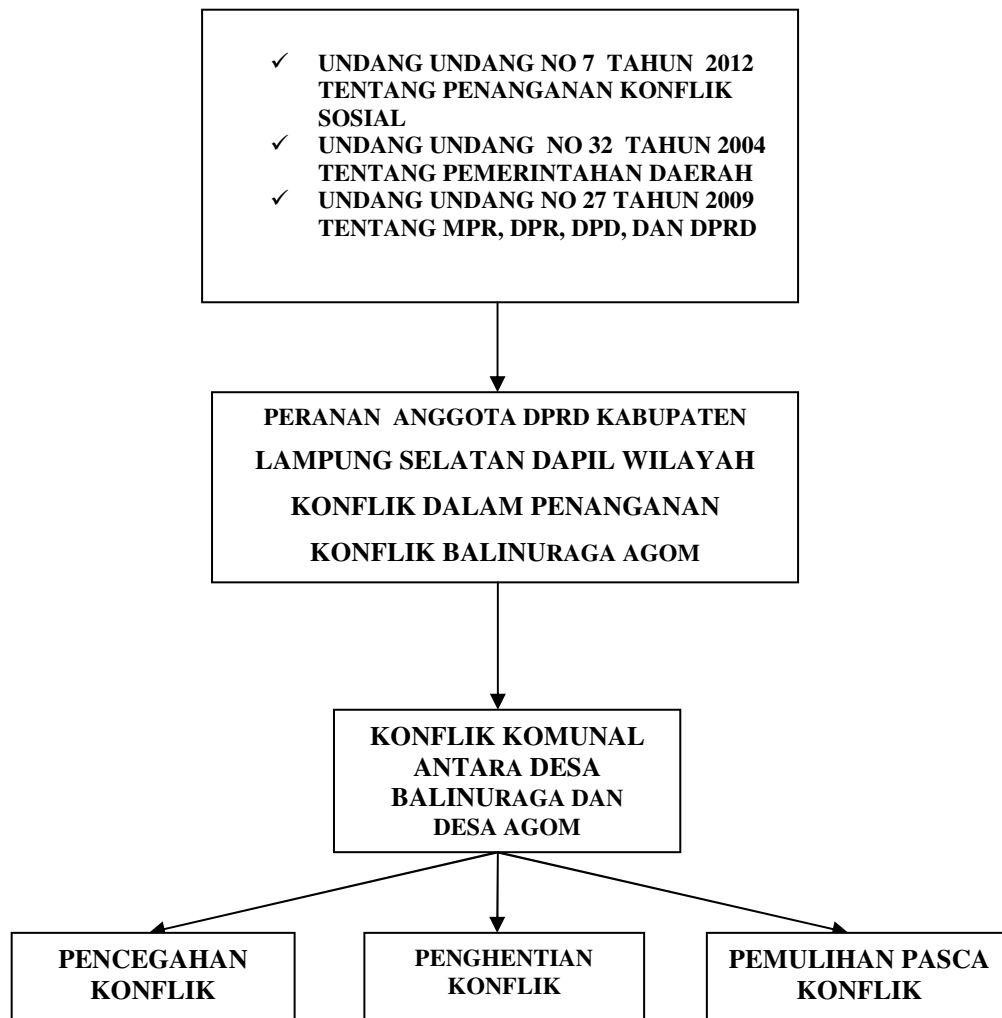 ✓ UNDANG UNDANG NO 7 TAHUN 2012
TENTANG PENANGANAN KONFLIK
SOSIAL
✓ UNDANG UNDANG NO 32 TAHUN 2004
TENTANG PEMERINTAHAN DAERAH
✓ UNDANG UNDANG NO 27 TAHUN 2009
TENTANG MPR, DPR, DPD, DAN DPRD
PERANAN ANGGOTA DPRD KABUPATEN
LAMPUNG SELATAN DAPIL WILAYAH
KONFLIK DALAM PENANGANAN
KONFLIK BALINURAGA AGOM
KONFLIK KOMUNAL
ANTARA DESA
BALINURAGA DAN
DESA AGOM
PENCEGAHAN
KONFLIK
PENGHENTIAN
KONFLIK
PEMULIHAN PASCA
KONFLIK